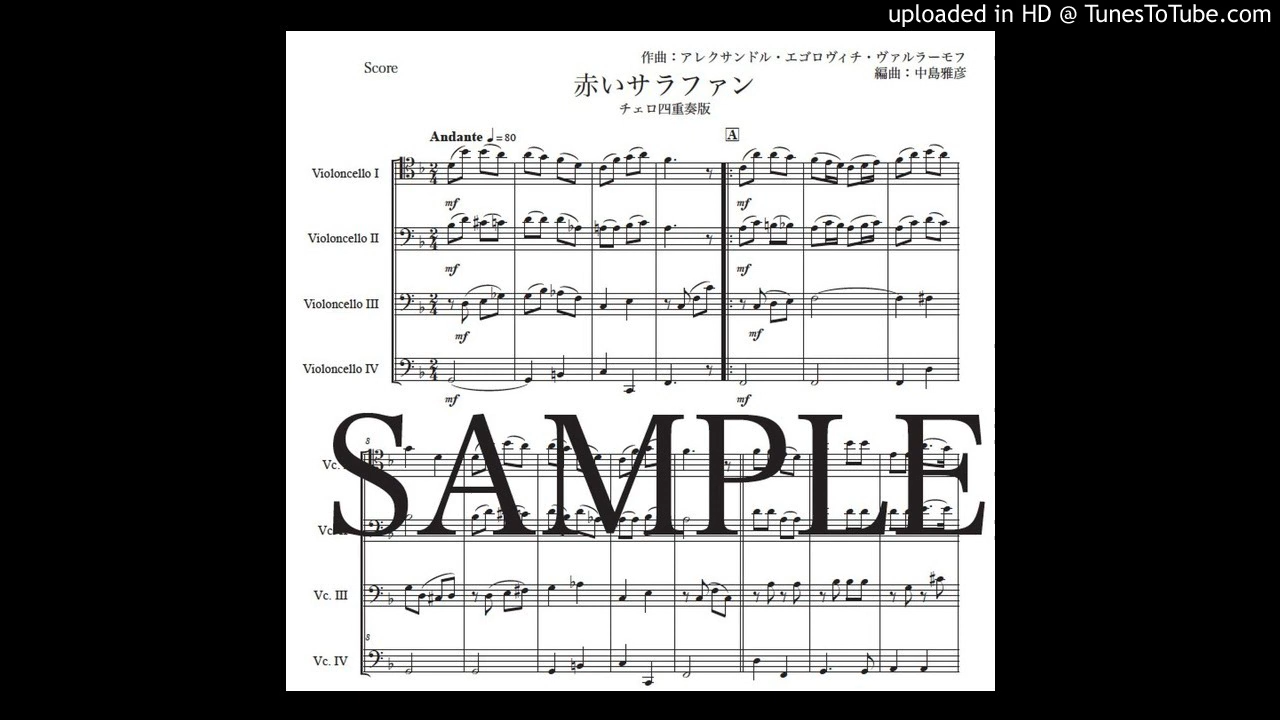 uploaded in HD @ TunesToTube.com
作曲：アレクサンドル・エゴロヴィチ・ヴァルラーモフ
Score
編曲：中島雅彦
赤いサラファン
チェロ四重奏版
Andante ♩=80
A
Violoncello I
mf
mf
Violoncello II
mf
mf
Violoncello III
mf
mf
Violoncello IV
mf
mf
SAMPLE
8
Vc.
Vc.
Vc. III
8
Vc. IV